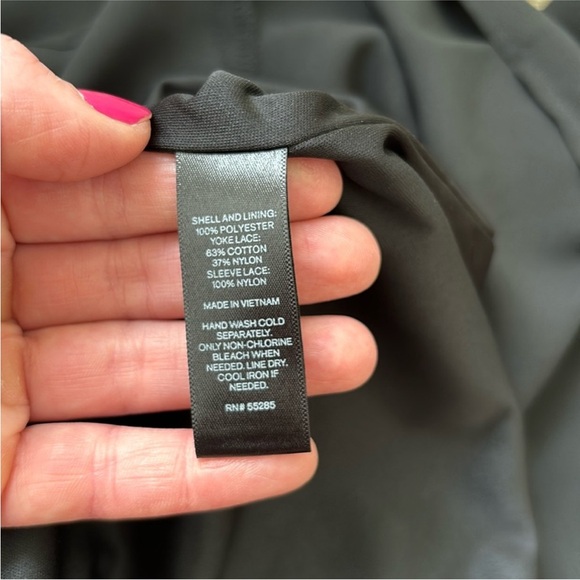 SHELL AND LINING:
100% POLYESTER
YOKE LACE:
63% COTTON
37% NYLON
SLEEVE LACE:
100% NYLON
MADE IN VIETNAM
HAND WASH COLD
SEPARATELY.
ONLY NON-CHLORINE
BLEACH WHEN
NEEDED. LINE DRY.
COOL IRON IF
NEEDED.
RN# 55285